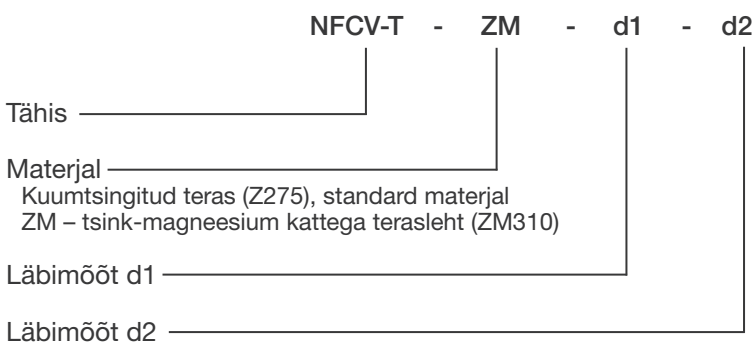 NFCV-T - ZM - d1 - d2
Tähis
Materjal
Kuumtsingitud teras (Z275), standard materjal
ZM – tsink-magneesium kattega terasleht (ZM310)
Läbimõõt d1
Läbimõõt d2